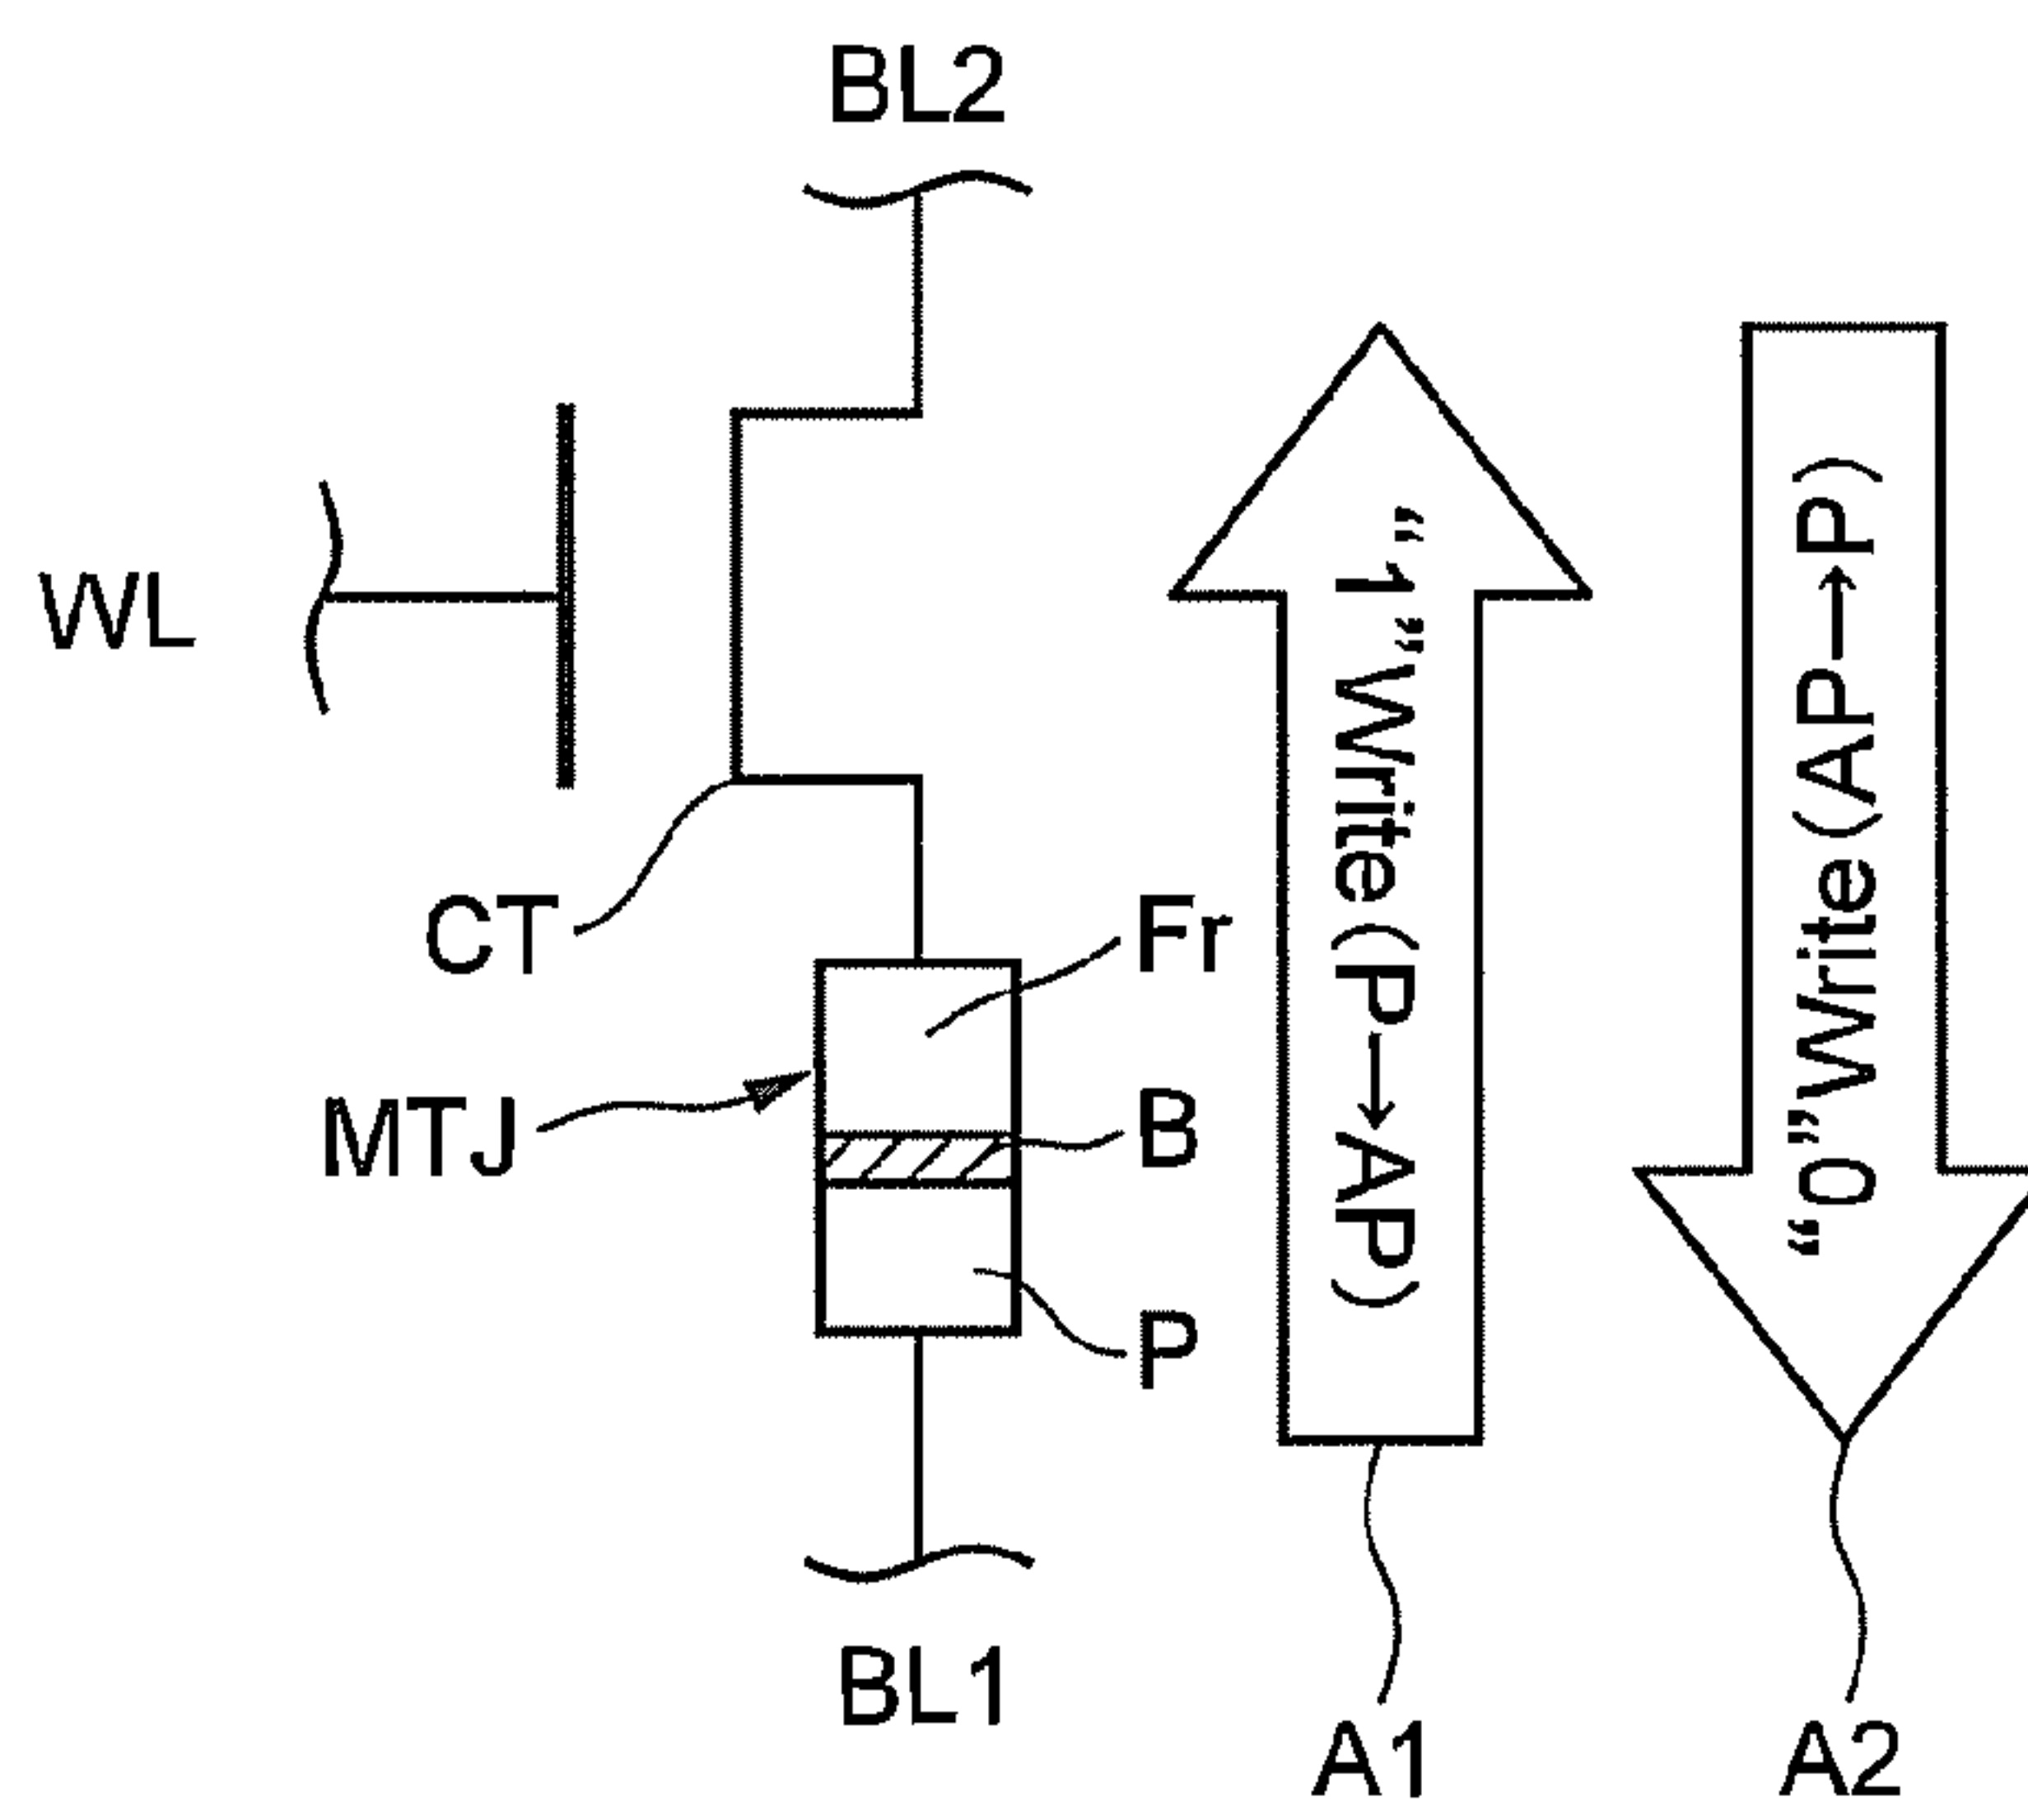 BL2
WL
CT
MTJ
Fr
B
P
BL1
“1”Write(P→AP)
“0”Write(AP→P)
A1
A2